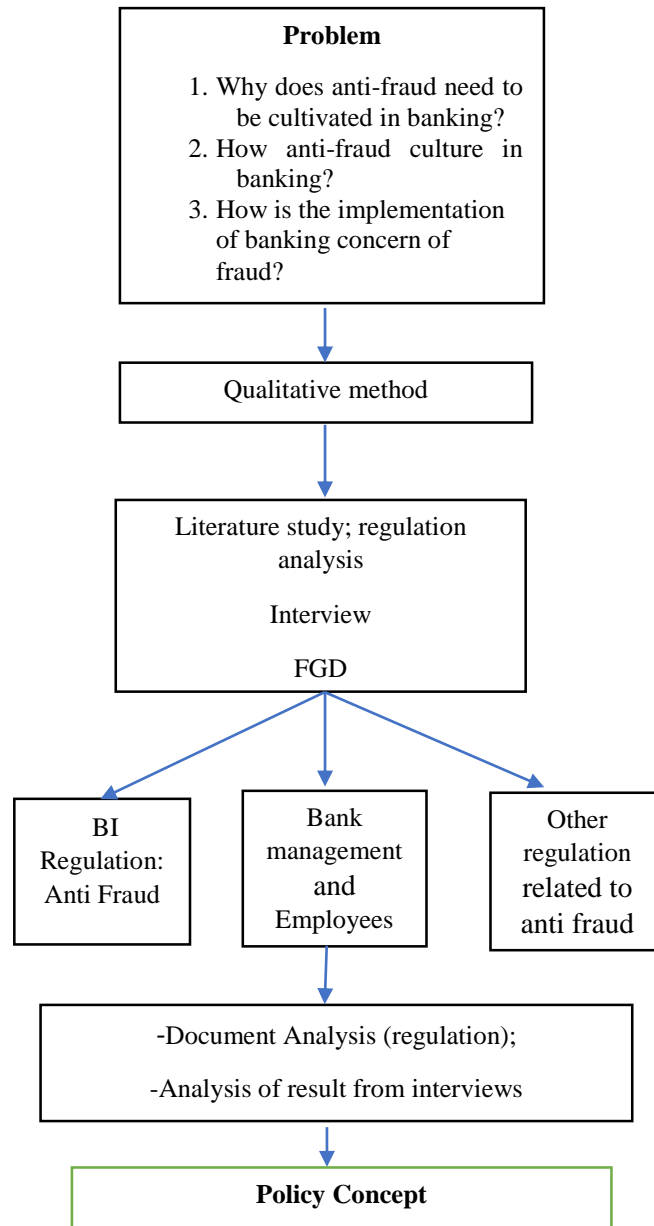 Problem
1. Why does anti-fraud need to
be cultivated in banking?
2. How anti-fraud culture in
banking?
3. How is the implementation
of banking concern of
fraud?
Qualitative method
Literature study; regulation
analysis
Interview
FGD
BI
Regulation:
Anti Fraud
Bank
management
and
Employees
Other
regulation
related to
anti fraud
-Document Analysis (regulation);
-Analysis of result from interviews
Policy Concept